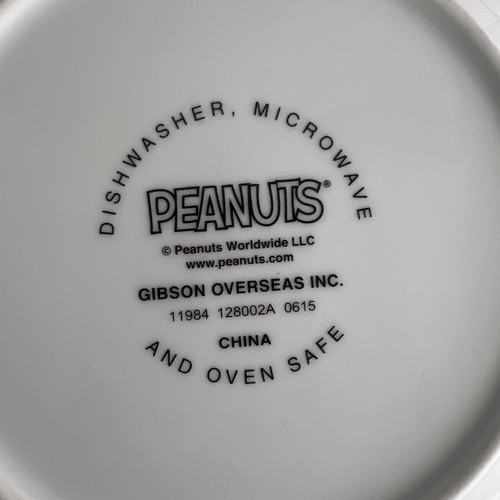 DISHWASHER, MICROWAVE
PEANUTS®
© Peanuts Worldwide LLC
www.peanuts.com
GIBSON OVERSEAS INC.
11984 128002A 0615
CHINA
AND OVEN SAFE